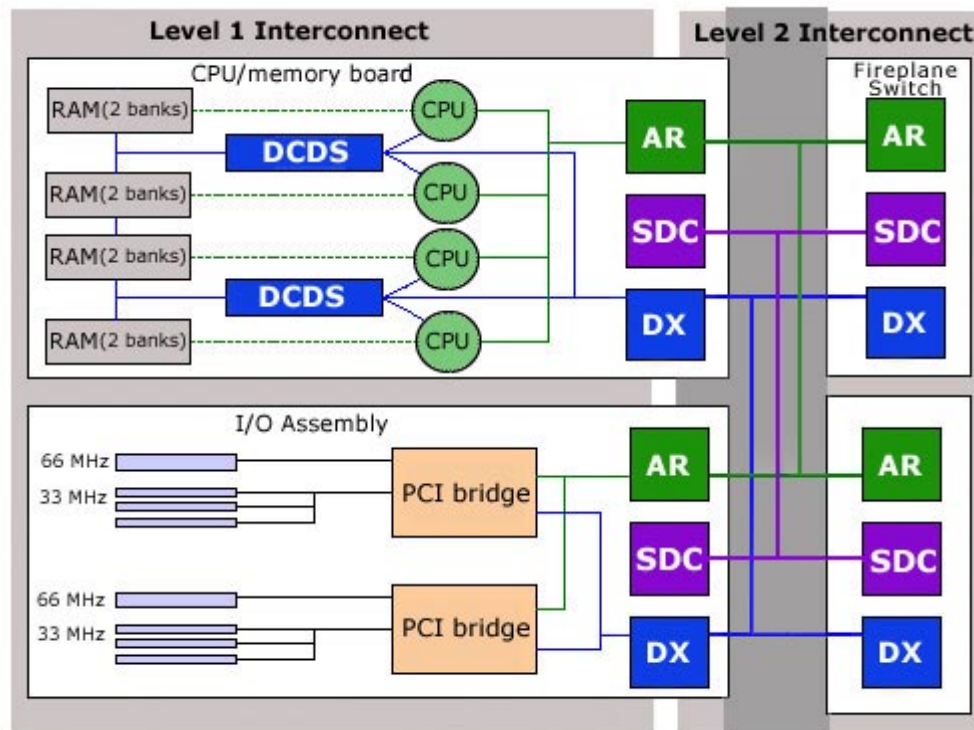 Level 1 Interconnect
Level 2 Interconnect
CPU/memory board
Fireplane
Switch
RAM(2 banks)
CPU
DCDS
AR
AR
RAM(2 banks)
CPU
SDC
SDC
RAM(2 banks)
CPU
DCDS
DX
DX
RAM(2 banks)
CPU
I/O Assembly
66 MHz
33 MHz
PCI bridge
AR
AR
SDC
SDC
66 MHz
33 MHz
PCI bridge
DX
DX